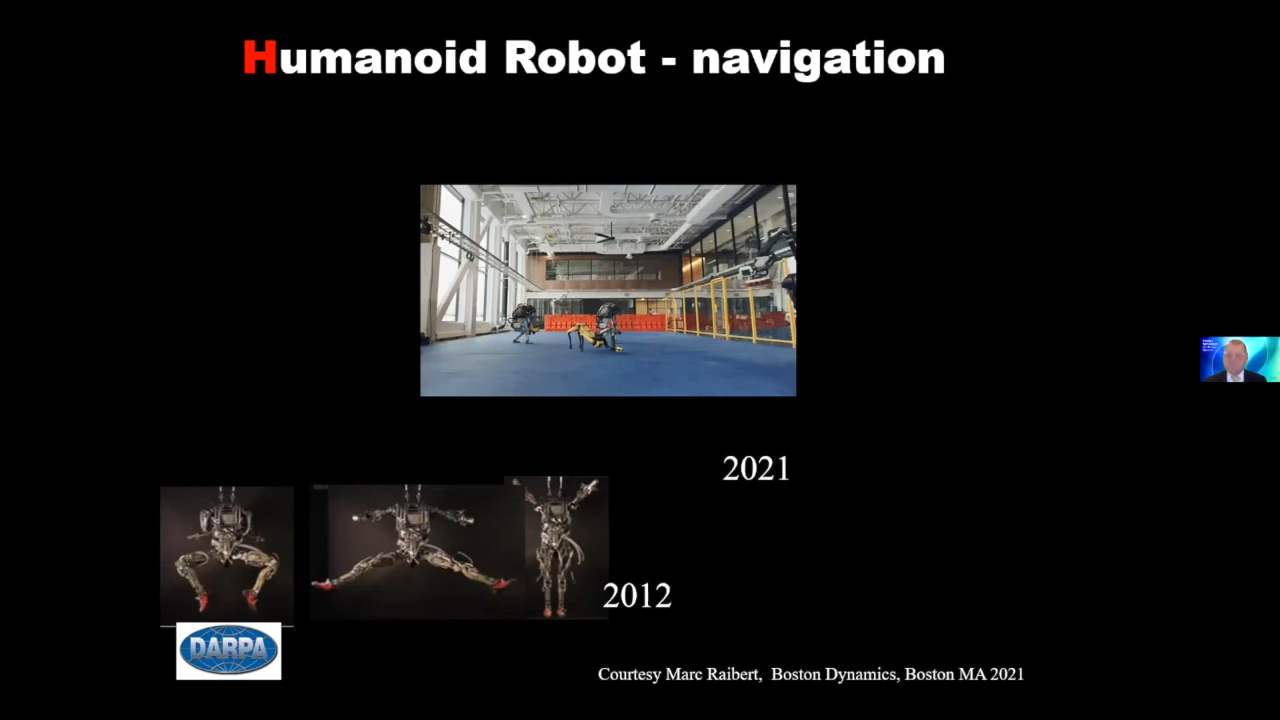 Humanoid Robot - navigation
2021
2012
DARPA
Courtesy Marc Raibert, Boston Dynamics, Boston MA 2021